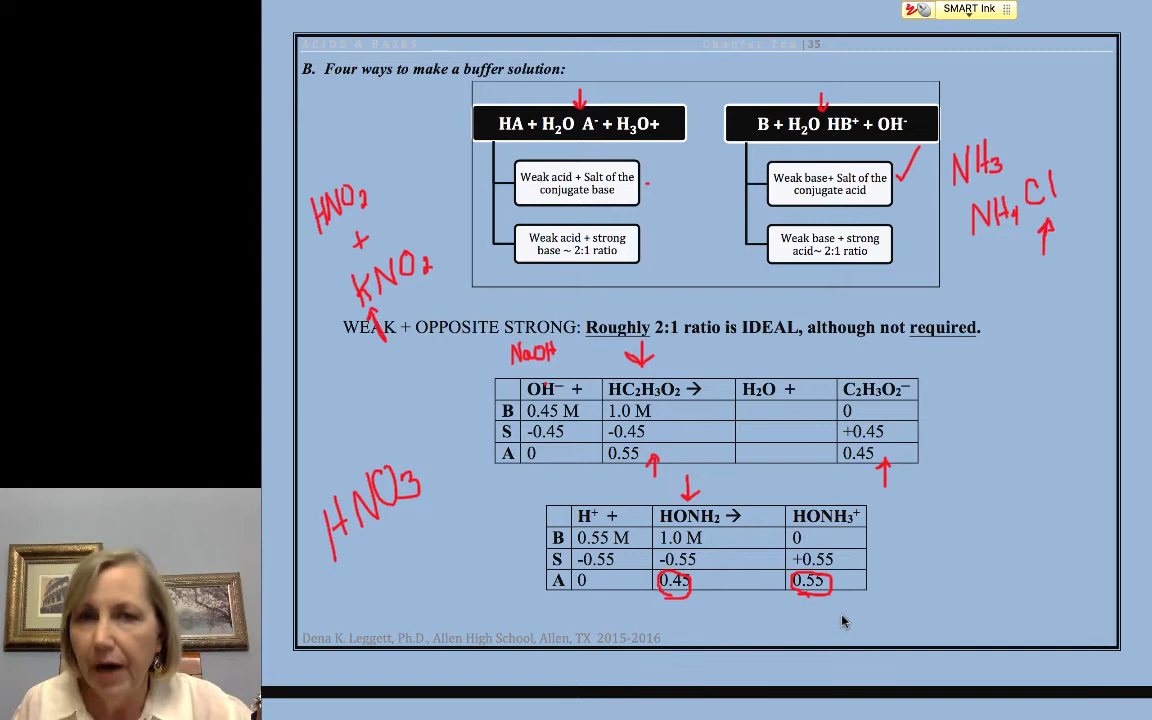 SMART Ink
ACIDS & BASES Chapter Ten | 35
B. Four ways to make a buffer solution:
HA + H₂O A⁻ + H₃O+
B + H₂O HB⁺ + OH⁻
Weak acid + Salt of the
conjugate base
Weak base+ Salt of the
conjugate acid
Weak acid + strong
base ~ 2:1 ratio
Weak base + strong
acid~ 2:1 ratio
NH₃
NH₄Cl
HNO₂
+
KNO₂
WEAK + OPPOSITE STRONG: Roughly 2:1 ratio is IDEAL, although not required.
NaOH
OH⁻ + HC₂H₃O₂ → H₂O + C₂H₃O₂⁻
B 0.45 M 1.0 M 0
S -0.45 -0.45 +0.45
A 0 0.55 0.45
HNO₃
H⁺ + HONH₂ → HONH₃⁺
B 0.55 M 1.0 M 0
S -0.55 -0.55 +0.55
A 0 0.45 0.55
Dena K. Leggett, Ph.D., Allen High School, Allen, TX 2015-2016